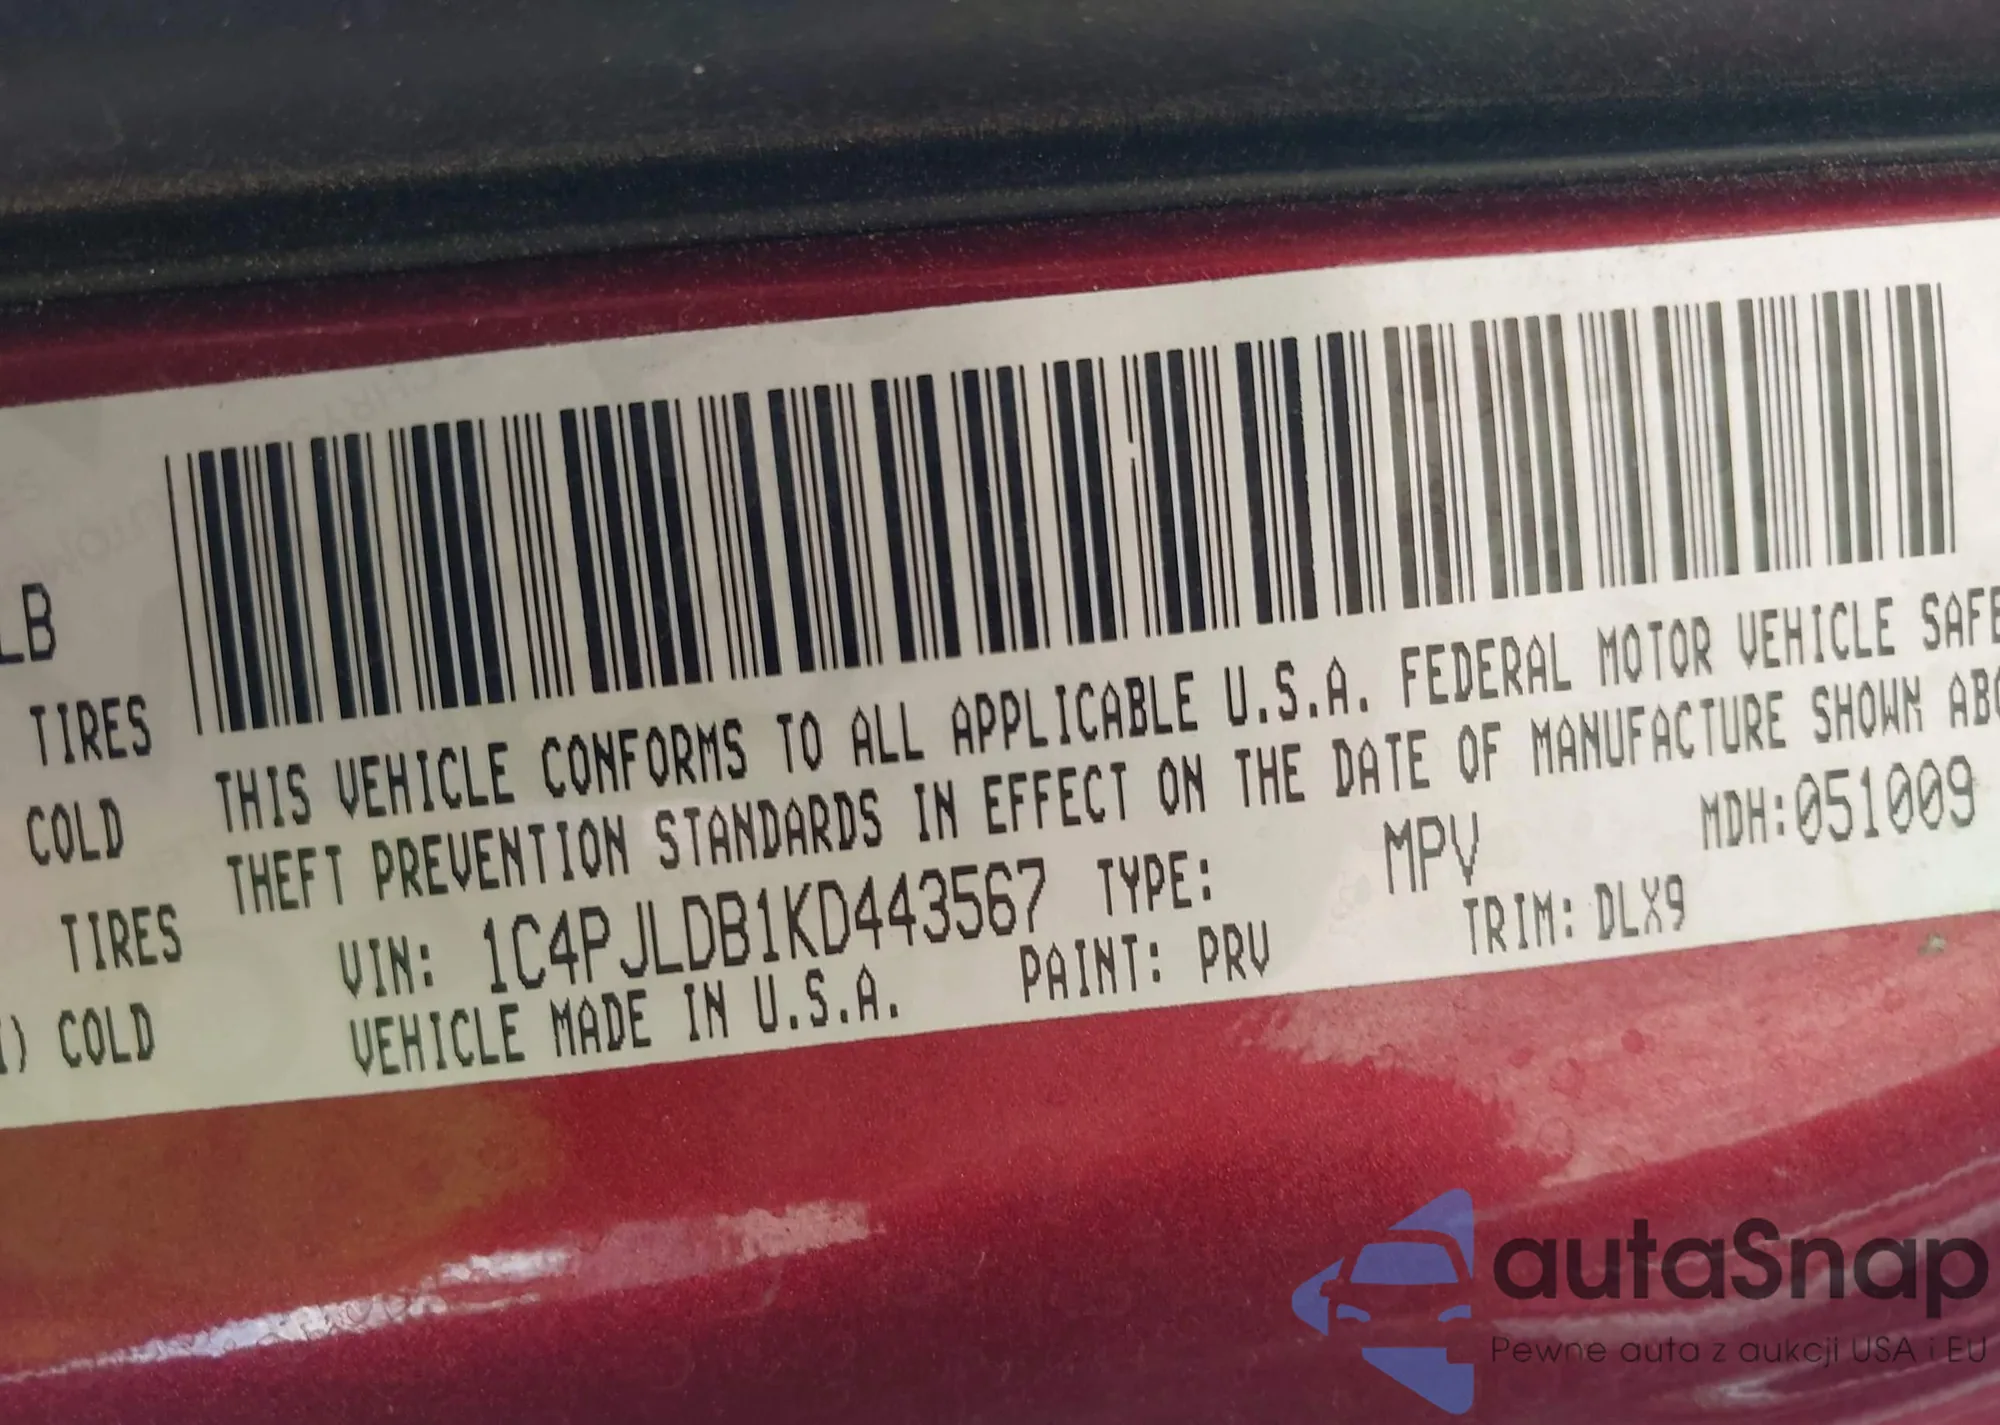 LB
TIRES
COLD
TIRES
) COLD
THIS VEHICLE CONFORMS TO ALL APPLICABLE U.S.A. FEDERAL MOTOR VEHICLE SAFE
THEFT PREVENTION STANDARDS IN EFFECT ON THE DATE OF MANUFACTURE SHOWN ABO
VIN: 1C4PJLDB1KD443567 TYPE: MPV MDH:051009
VEHICLE MADE IN U.S.A. PAINT: PRV TRIM: DLX9
autaSnap
Pewne auta z aukcji USA i EU